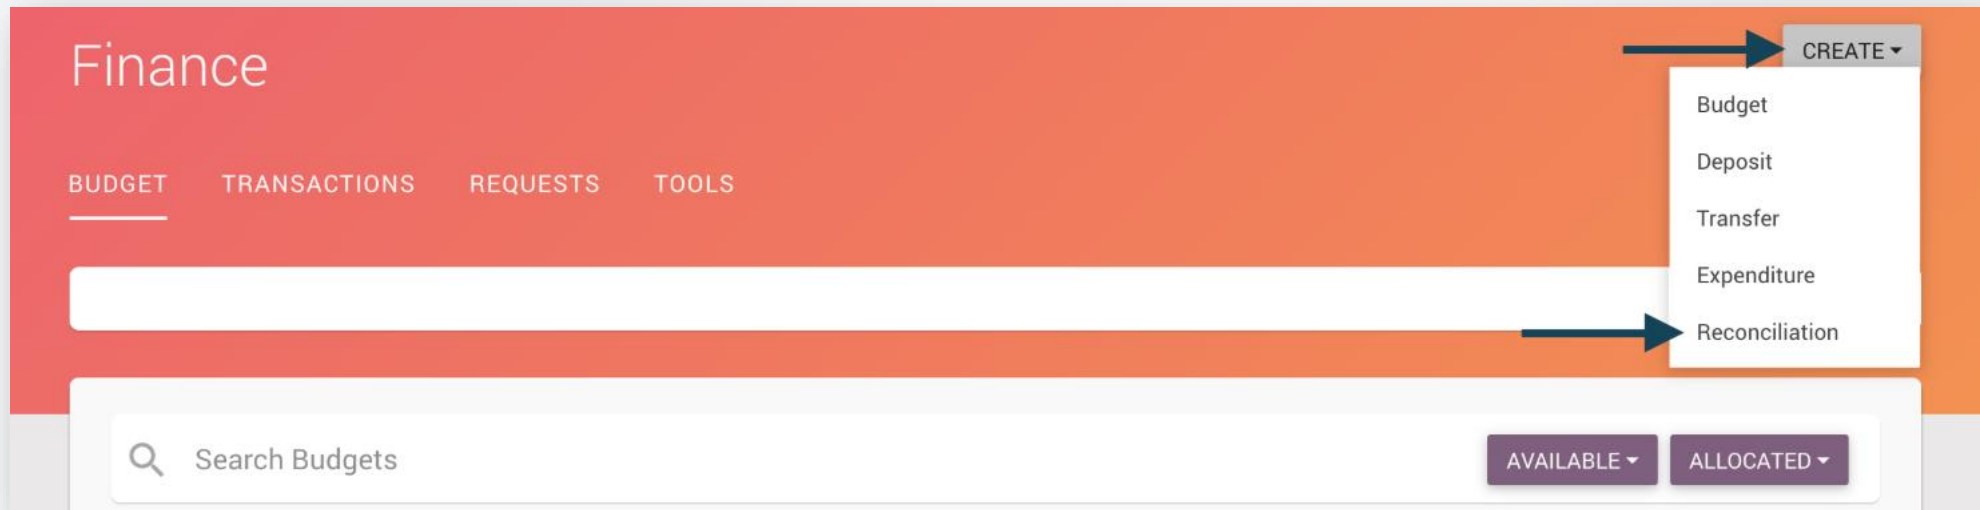 Finance
CREATE
Budget
Deposit
Transfer
Expenditure
Reconciliation
BUDGET TRANSACTIONS REQUESTS TOOLS
Search Budgets
AVAILABLE
ALLOCATED